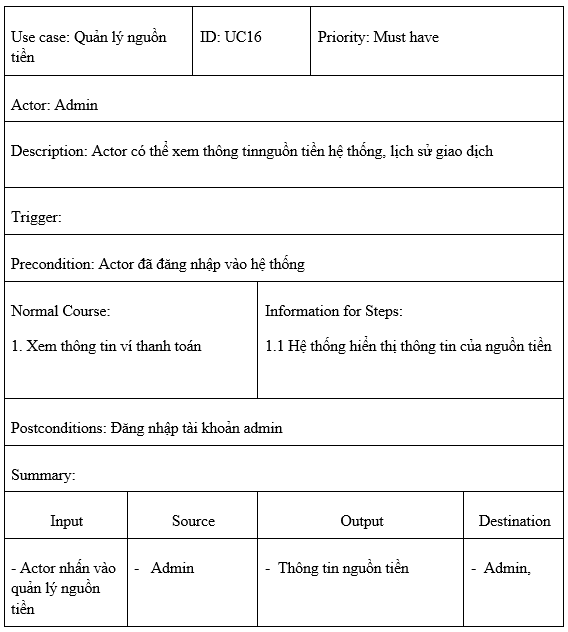 Use case: Quản lý nguồn
tiền
ID: UC16
Priority: Must have
Actor: Admin
Description: Actor có thể xem thông tinnguồn tiền hệ thống, lịch sử giao dịch
Trigger:
Precondition: Actor đã đăng nhập vào hệ thống
Normal Course:
1. Xem thông tin ví thanh toán
Information for Steps:
1.1 Hệ thống hiển thị thông tin của nguồn tiền
Postconditions: Đăng nhập tài khoản admin
Summary:
Input
Source
Output
Destination
- Actor nhấn vào
quản lý nguồn
tiền
- Admin
- Thông tin nguồn tiền
- Admin,